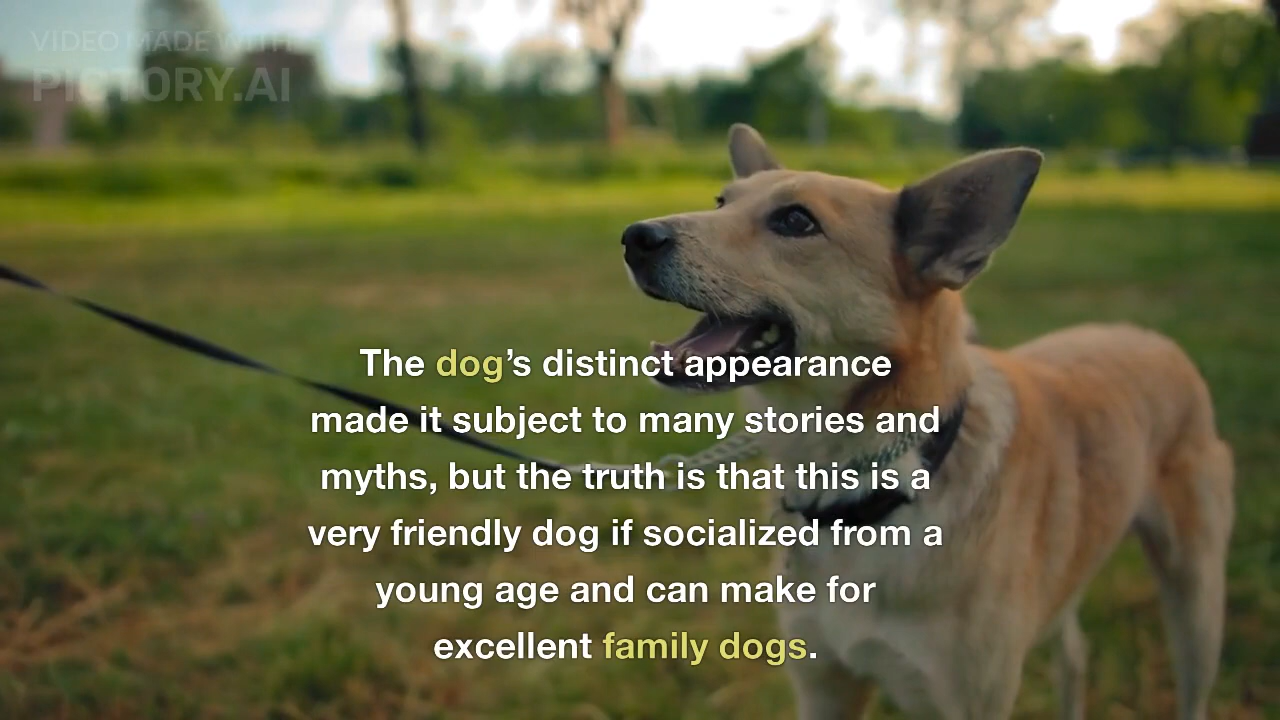 VIDEO MADE WITH
PICTORY.AI
The dog’s distinct appearance
made it subject to many stories and
myths, but the truth is that this is a
very friendly dog if socialized from a
young age and can make for
excellent family dogs.